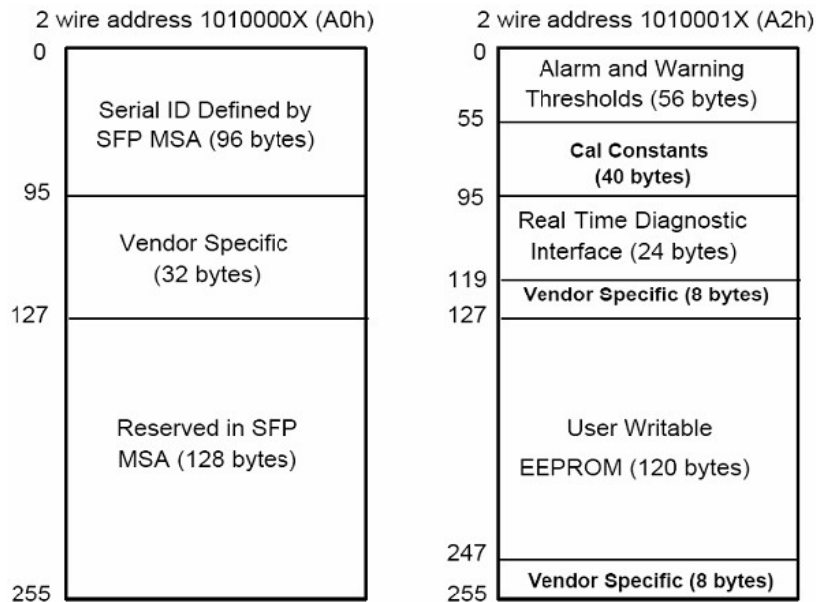 2 wire address 1010000X (A0h)
0
Serial ID Defined by
SFP MSA (96 bytes)
95
Vendor Specific
(32 bytes)
127
Reserved in SFP
MSA (128 bytes)
255
2 wire address 1010001X (A2h)
0
Alarm and Warning
Thresholds (56 bytes)
55
Cal Constants
(40 bytes)
95
Real Time Diagnostic
Interface (24 bytes)
119
Vendor Specific (8 bytes)
127
User Writable
EEPROM (120 bytes)
247
Vendor Specific (8 bytes)
255